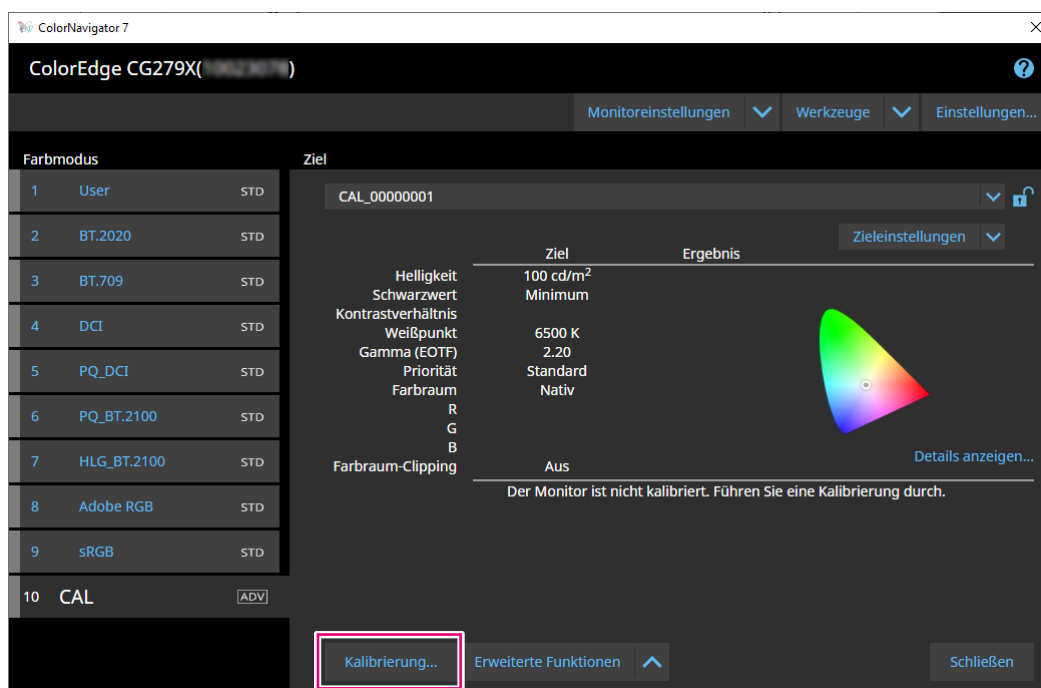 ColorNavigator 7
ColorEdge CG279X( )
Monitoreinstellungen Werkzeuge Einstellungen...
Farbmodus
1 User STD
2 BT.2020 STD
3 BT.709 STD
4 DCI STD
5 PQ_DCI STD
6 PQ_BT.2100 STD
7 HLG_BT.2100 STD
8 Adobe RGB STD
9 sRGB STD
10 CAL ADV
Ziel
CAL_00000001
Zieleinstellungen
Ziel Ergebnis
Helligkeit 100 cd/m²
Schwarzwert Minimum
Kontrastverhältnis
Weißpunkt 6500 K
Gamma (EOTF) 2.20
Priorität Standard
Farbraum Nativ
R
G
B
Farbraum-Clipping Aus
Details anzeigen...
Der Monitor ist nicht kalibriert. Führen Sie eine Kalibrierung durch.
Kalibrierung... Erweiterte Funktionen Schließen